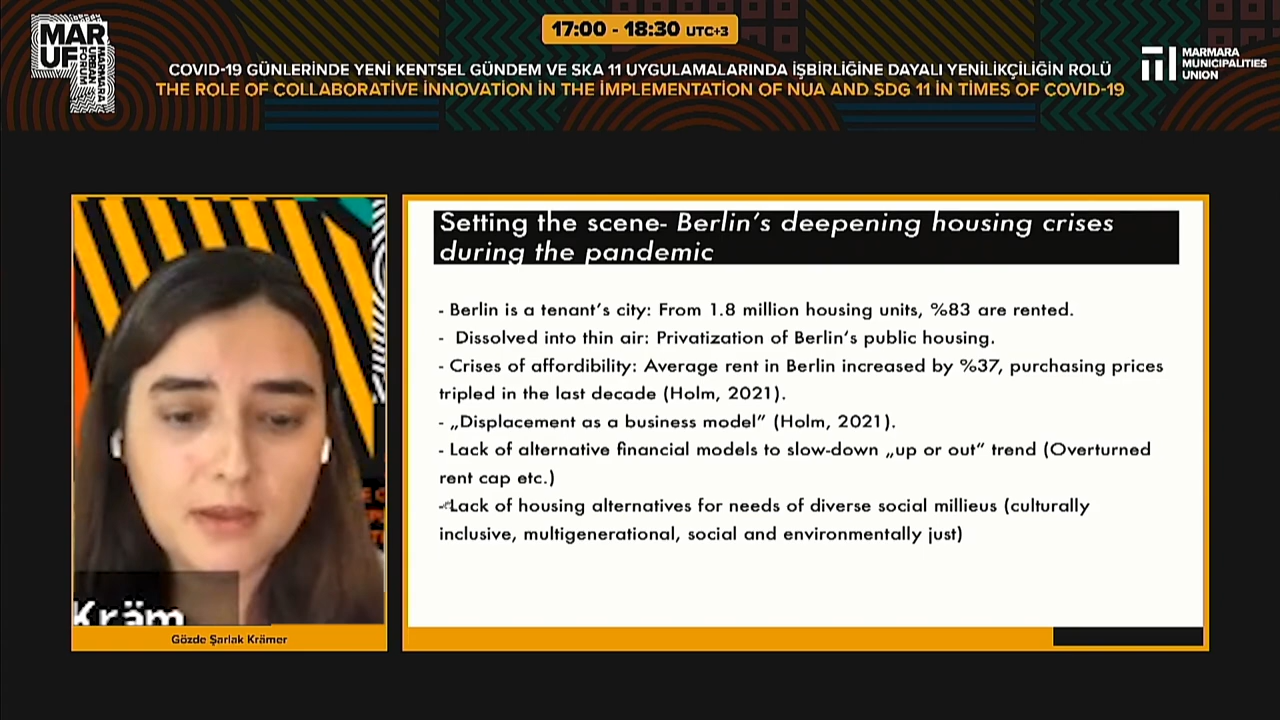 MAR
UF
URBAN
FORUM
MARMARA
17:00 - 18:30 UTC+3
COVID-19 GÜNLERİNDE YENİ KENTSEL GÜNDEM VE SKA 11 UYGULAMALARINDA İŞBİRLİĞİNE DAYALI YENİLİKÇİLİĞİN ROLÜ
THE ROLE OF COLLABORATIVE İNNOVATION IN THE İMPLEMENTATION OF NUA AND SDG 11 İN TİMES OF COVID-19
MARMARA
MUNICIPALITIES
UNION
Setting the scene- Berlin's deepening housing crises
during the pandemic
- Berlin is a tenant's city: From 1.8 million housing units, %83 are rented.
- Dissolved into thin air: Privatization of Berlin's public housing.
- Crises of affordibility: Average rent in Berlin increased by %37, purchasing prices
tripled in the last decade (Holm, 2021).
- „Displacement as a business model" (Holm, 2021).
- Lack of alternative financial models to slow-down „up or out" trend (Overturned
rent cap etc.)
- Lack of housing alternatives for needs of diverse social millieus (culturally
inclusive, multigenerational, social and environmentally just)
Kräm
Gözde Şarlak Krämer